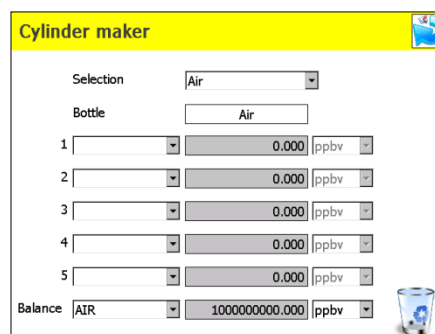 Cylinder maker
Selection Air
Bottle Air
1 0.000 ppbv
2 0.000 ppbv
3 0.000 ppbv
4 0.000 ppbv
5 0.000 ppbv
Balance AIR 1000000000.000 ppbv